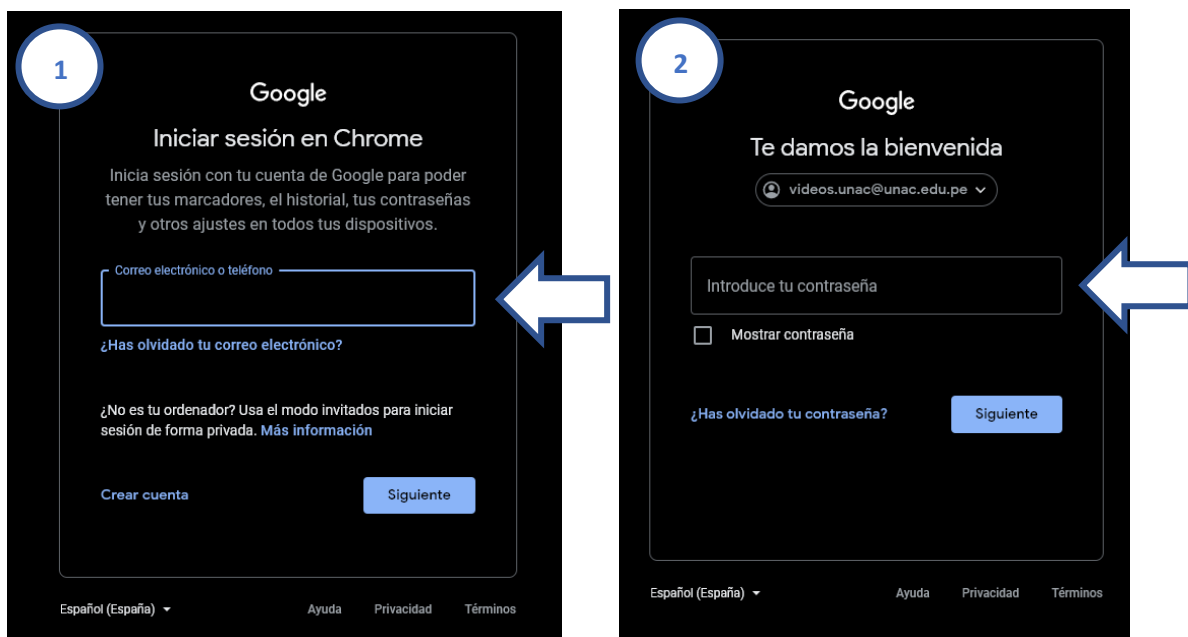 1
Google
Iniciar sesión en Chrome
Inicia sesión con tu cuenta de Google para poder
tener tus marcadores, el historial, tus contraseñas
y otros ajustes en todos tus dispositivos.
Correo electrónico o teléfono
¿Has olvidado tu correo electrónico?
¿No es tu ordenador? Usa el modo invitados para iniciar
sesión de forma privada. Más información
Crear cuenta
Siguiente
Español (España)
Ayuda
Privacidad
Términos
2
Google
Te damos la bienvenida
videos.unac@unac.edu.pe
Introduce tu contraseña
Mostrar contraseña
¿Has olvidado tu contraseña?
Siguiente
Español (España)
Ayuda
Privacidad
Términos